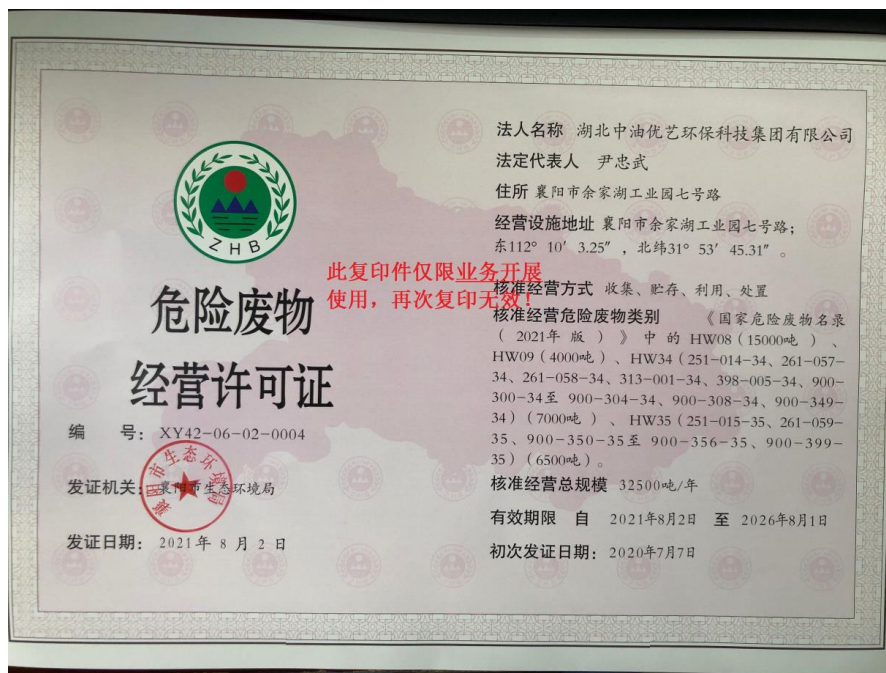 ZHB
危险废物
经营许可证
编 号：XY42-06-02-0004
发证机关：襄阳市生态环境局
襄阳市生态环境局
发证日期：2021年8月2日
此复印件仅限业务开展
使用，再次复印无效！
法人名称 湖北中油优艺环保科技集团有限公司
法定代表人 尹忠武
住所 襄阳市余家湖工业园七号路
经营设施地址 襄阳市余家湖工业园七号路；
东112° 10′ 3.25″ ，北纬31° 53′ 45.31″ 。
核准经营方式 收集、贮存、利用、处置
核准经营危险废物类别 《国家危险废物名录
（2021年版）》中的HW08（15000吨）、
HW09（4000吨）、HW34（251-014-34、261-057-
34、261-058-34、313-001-34、398-005-34、900-
300-34至 900-304-34、900-308-34、900-349-
34）（7000吨）、HW35（251-015-35、261-059-
35、900-350-35至 900-356-35、900-399-
35）（6500吨）。
核准经营总规模 32500吨/年
有效期限 自 2021年8月2日 至 2026年8月1日
初次发证日期：2020年7月7日